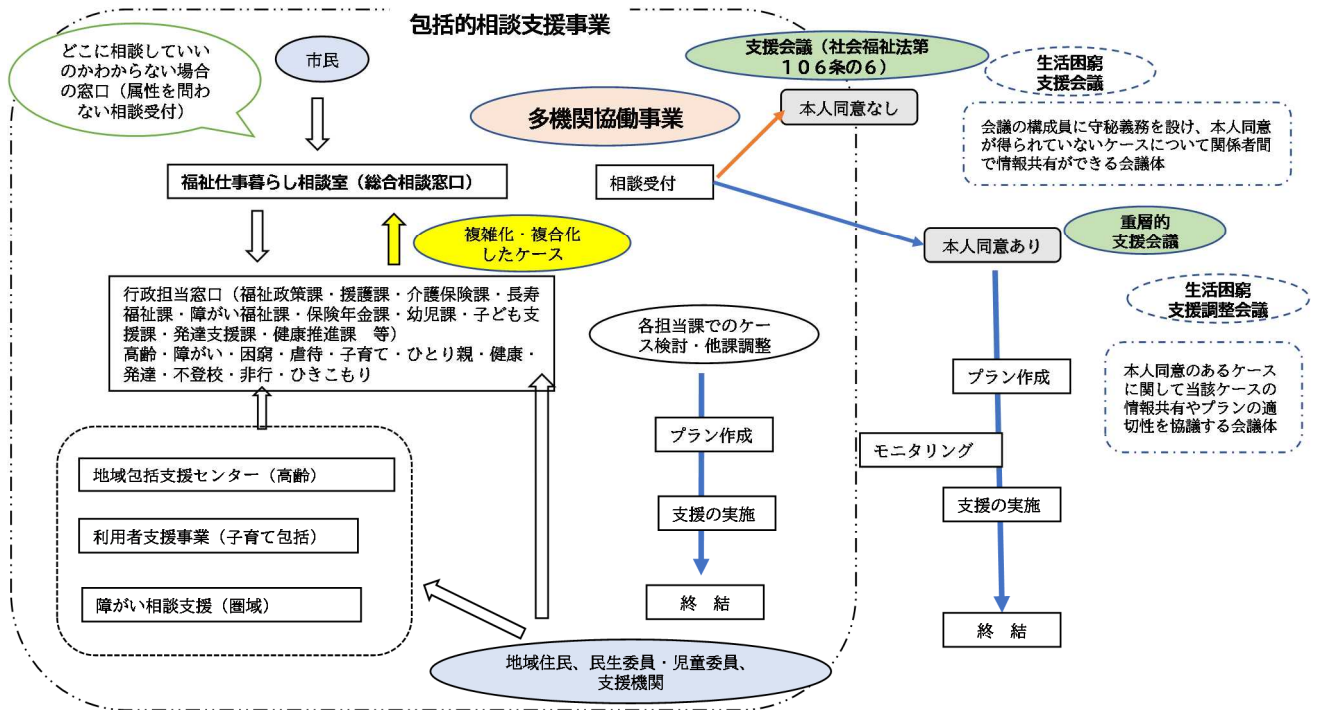 包括的相談支援事業
どこに相談していい
のかわからない場合
の窓口（属性を問わ
ない相談受付）
市民
支援会議（社会福祉法第
１０６条の６）
生活困窮
支援会議
多機関協働事業
本人同意なし
会議の構成員に守秘義務を設け、本人同意
が得られていないケースについて関係者間
で情報共有ができる会議体
福祉仕事暮らし相談室（総合相談窓口）
相談受付
複雑化・複合化
したケース
本人同意あり
重層的
支援会議
行政担当窓口（福祉政策課・援護課・介護保険課・長寿
福祉課・障がい福祉課・保険年金課・幼児課・子ども支
援課・発達支援課・健康推進課　等）
高齢・障がい・困窮・虐待・子育て・ひとり親・健康・
発達・不登校・非行・ひきこもり
各担当課でのケー
ス検討・他課調整
生活困窮
支援調整会議
プラン作成
本人同意のあるケース
に関して当該ケースの
情報共有やプランの適
切性を協議する会議体
プラン作成
モニタリング
地域包括支援センター（高齢）
支援の実施
支援の実施
利用者支援事業（子育て包括）
障がい相談支援（圏域）
終　結
終　結
地域住民、民生委員・児童委員、
支援機関